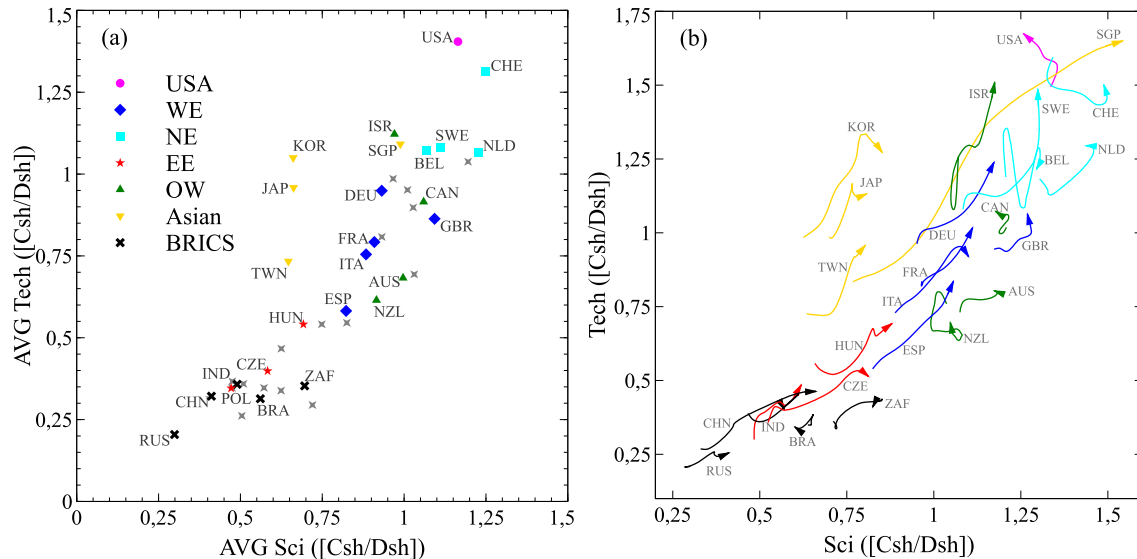 (a)
USA
WE
NE
EE
OW
Asian
BRICS
USA
CHE
ISR
SGP
SWE
BEL
NLD
KOR
JAP
DEU
CAN
GBR
FRA
ITA
TWN
AUS
ESP
NZL
HUN
CZE
IND
POL
ZAF
CHN
BRA
RUS
1,5
1,25
1
0,75
0,5
0,25
0
0
0,25
0,5
0,75
1
1,25
1,5
AVG Tech ([Csh/Dsh])
AVG Sci ([Csh/Dsh])
(b)
USA
SGP
ISR
SWE
CHE
KOR
JAP
BEL
NLD
CAN
DEU
GBR
TWN
FRA
ITA
AUS
NZL
HUN
ESP
CZE
CHN
IND
ZAF
BRA
RUS
1,75
1,5
1,25
1
0,75
0,5
0,25
0,25
0,5
0,75
1
1,25
1,5
Tech ([Csh/Dsh])
Sci ([Csh/Dsh])